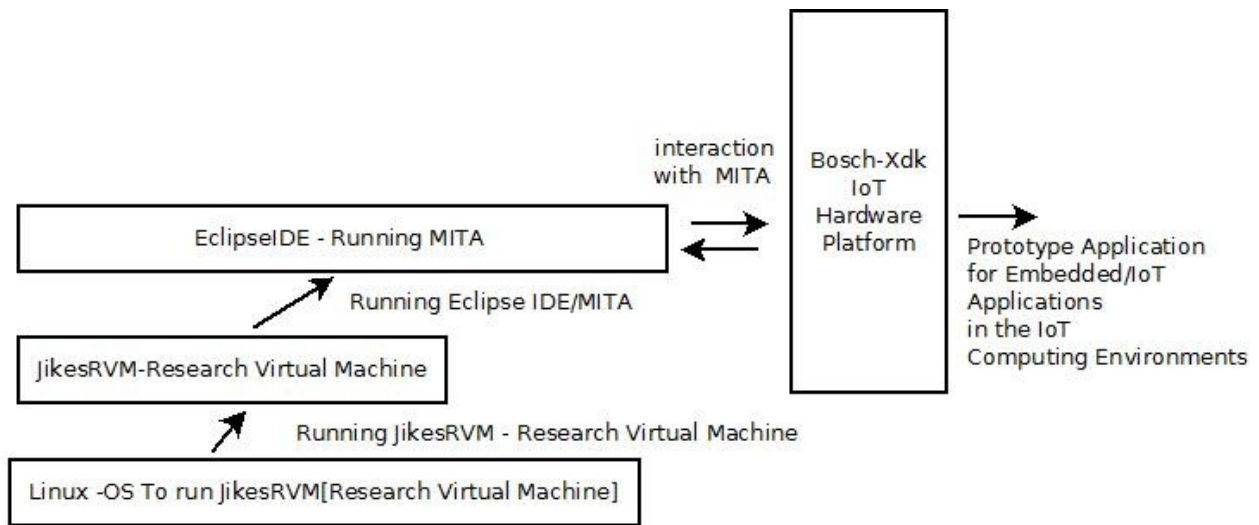 interaction
with MITA
Bosch-Xdk
IoT
Hardware
Platform
EclipseIDE - Running MITA
Prototype Application
for Embedded/IoT
Applications
in the IoT
Computing Environments
Running Eclipse IDE/MITA
JikesRVM-Research Virtual Machine
Running JikesRVM - Research Virtual Machine
Linux -OS To run JikesRVM[Research Virtual Machine]